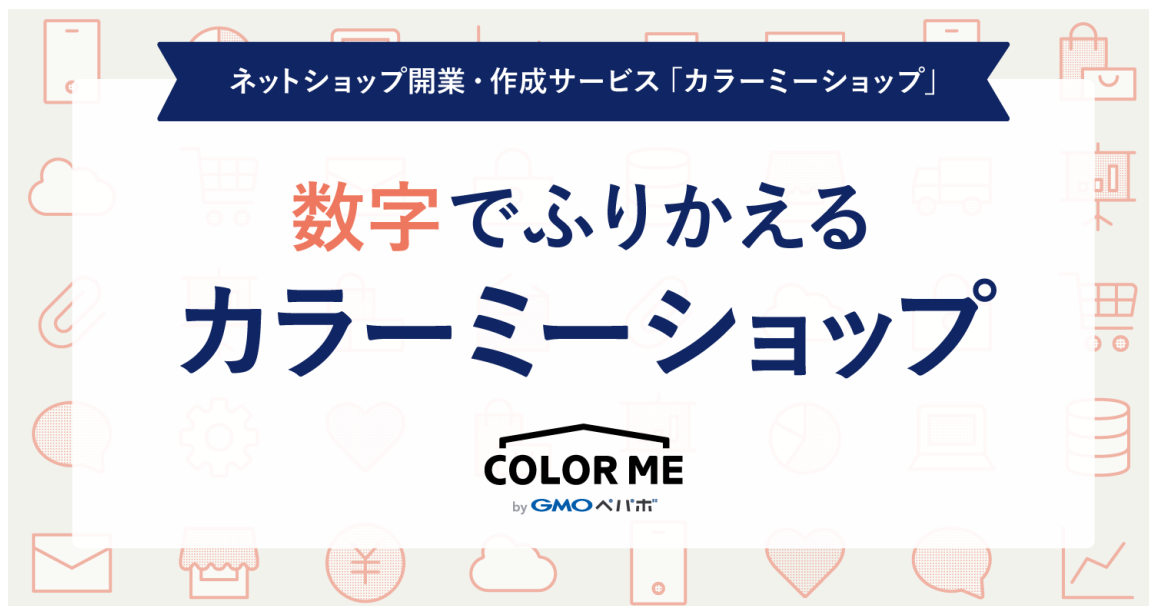 ネットショップ開業・作成サービス「カラーミーショップ」
数字でふりかえる
カラーミーショップ
COLOR ME
by GMOペパボ